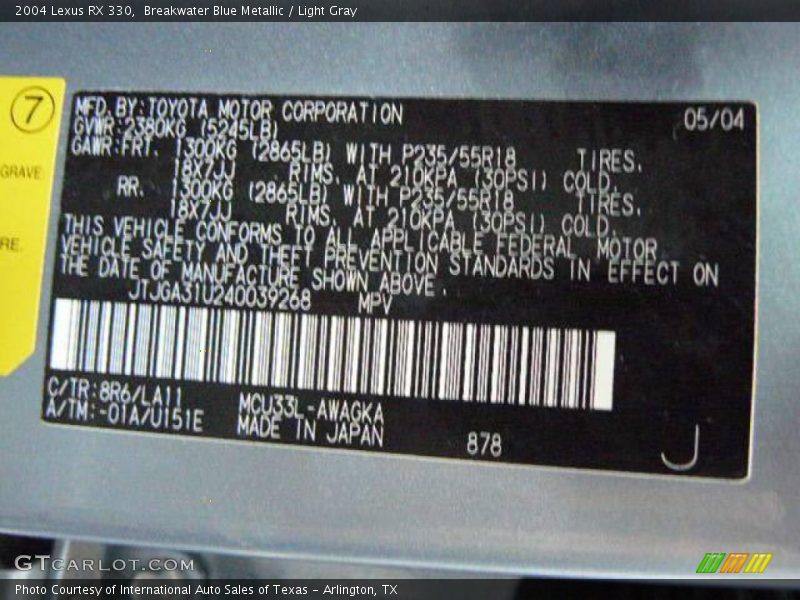 2004 Lexus RX 330,  Breakwater Blue Metallic / Light Gray
7
GRAVE
RE.
MFD. BY: TOYOTA MOTOR CORPORATION 05/04
GVWR: 2380KG (5245LB)
GAWR: FRT. 1300KG (2865LB) WITH P235/55R18 TIRES,
18X7JJ RIMS, AT 210KPA (30PSI) COLD.
RR. 1300KG (2865LB) WITH P235/55R18 TIRES,
18X7JJ RIMS, AT 210KPA (30PSI) COLD.
THIS VEHICLE CONFORMS TO ALL APPLICABLE FEDERAL MOTOR
VEHICLE SAFETY AND THEFT PREVENTION STANDARDS IN EFFECT ON
THE DATE OF MANUFACTURE SHOWN ABOVE.
JTJGA31U240039268 MPV
C/TR: 8R6/LA11 MCU33L-AWAGKA
A/TM: -01A/U151E MADE IN JAPAN 878
J
GTCARLOT.COM
Photo Courtesy of International Auto Sales of Texas - Arlington, TX